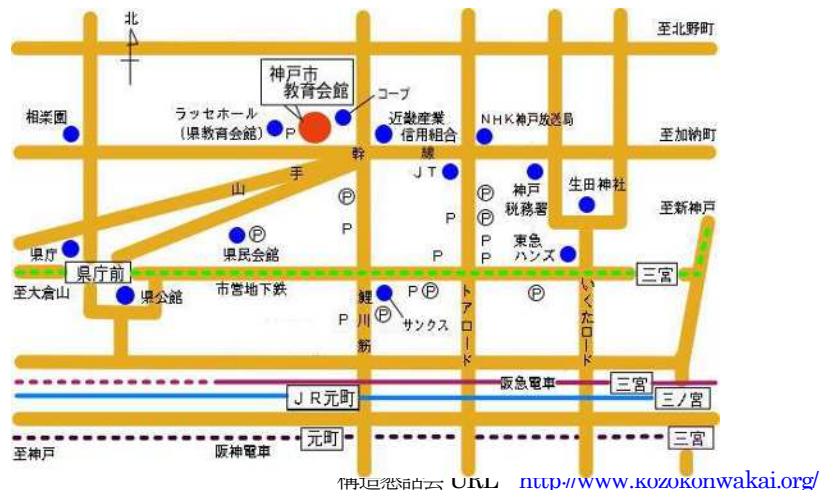 北
至北野町
神戸市
教育会館
コープ
相楽園
ラッセホール
(県教育会館)
P
近畿産業
信用組合
NHK神戸放送局
至加納町
山
手
幹
線
JT
神戸
税務署
生田神社
至新神戸
P
P
P
P
P
県庁
県民会館
P
P
P
P
東急
ハンズ
県庁前
三宮
至大倉山
県公館
市営地下鉄
鯉
川
筋
P
P
P
P
P
サンクス
トアロード
いくたロード
阪急電車
三宮
JR元町
三ノ宮
元町
三宮
至神戸
阪神電車
構造懇話会 URL http://www.kozokonwakai.org/